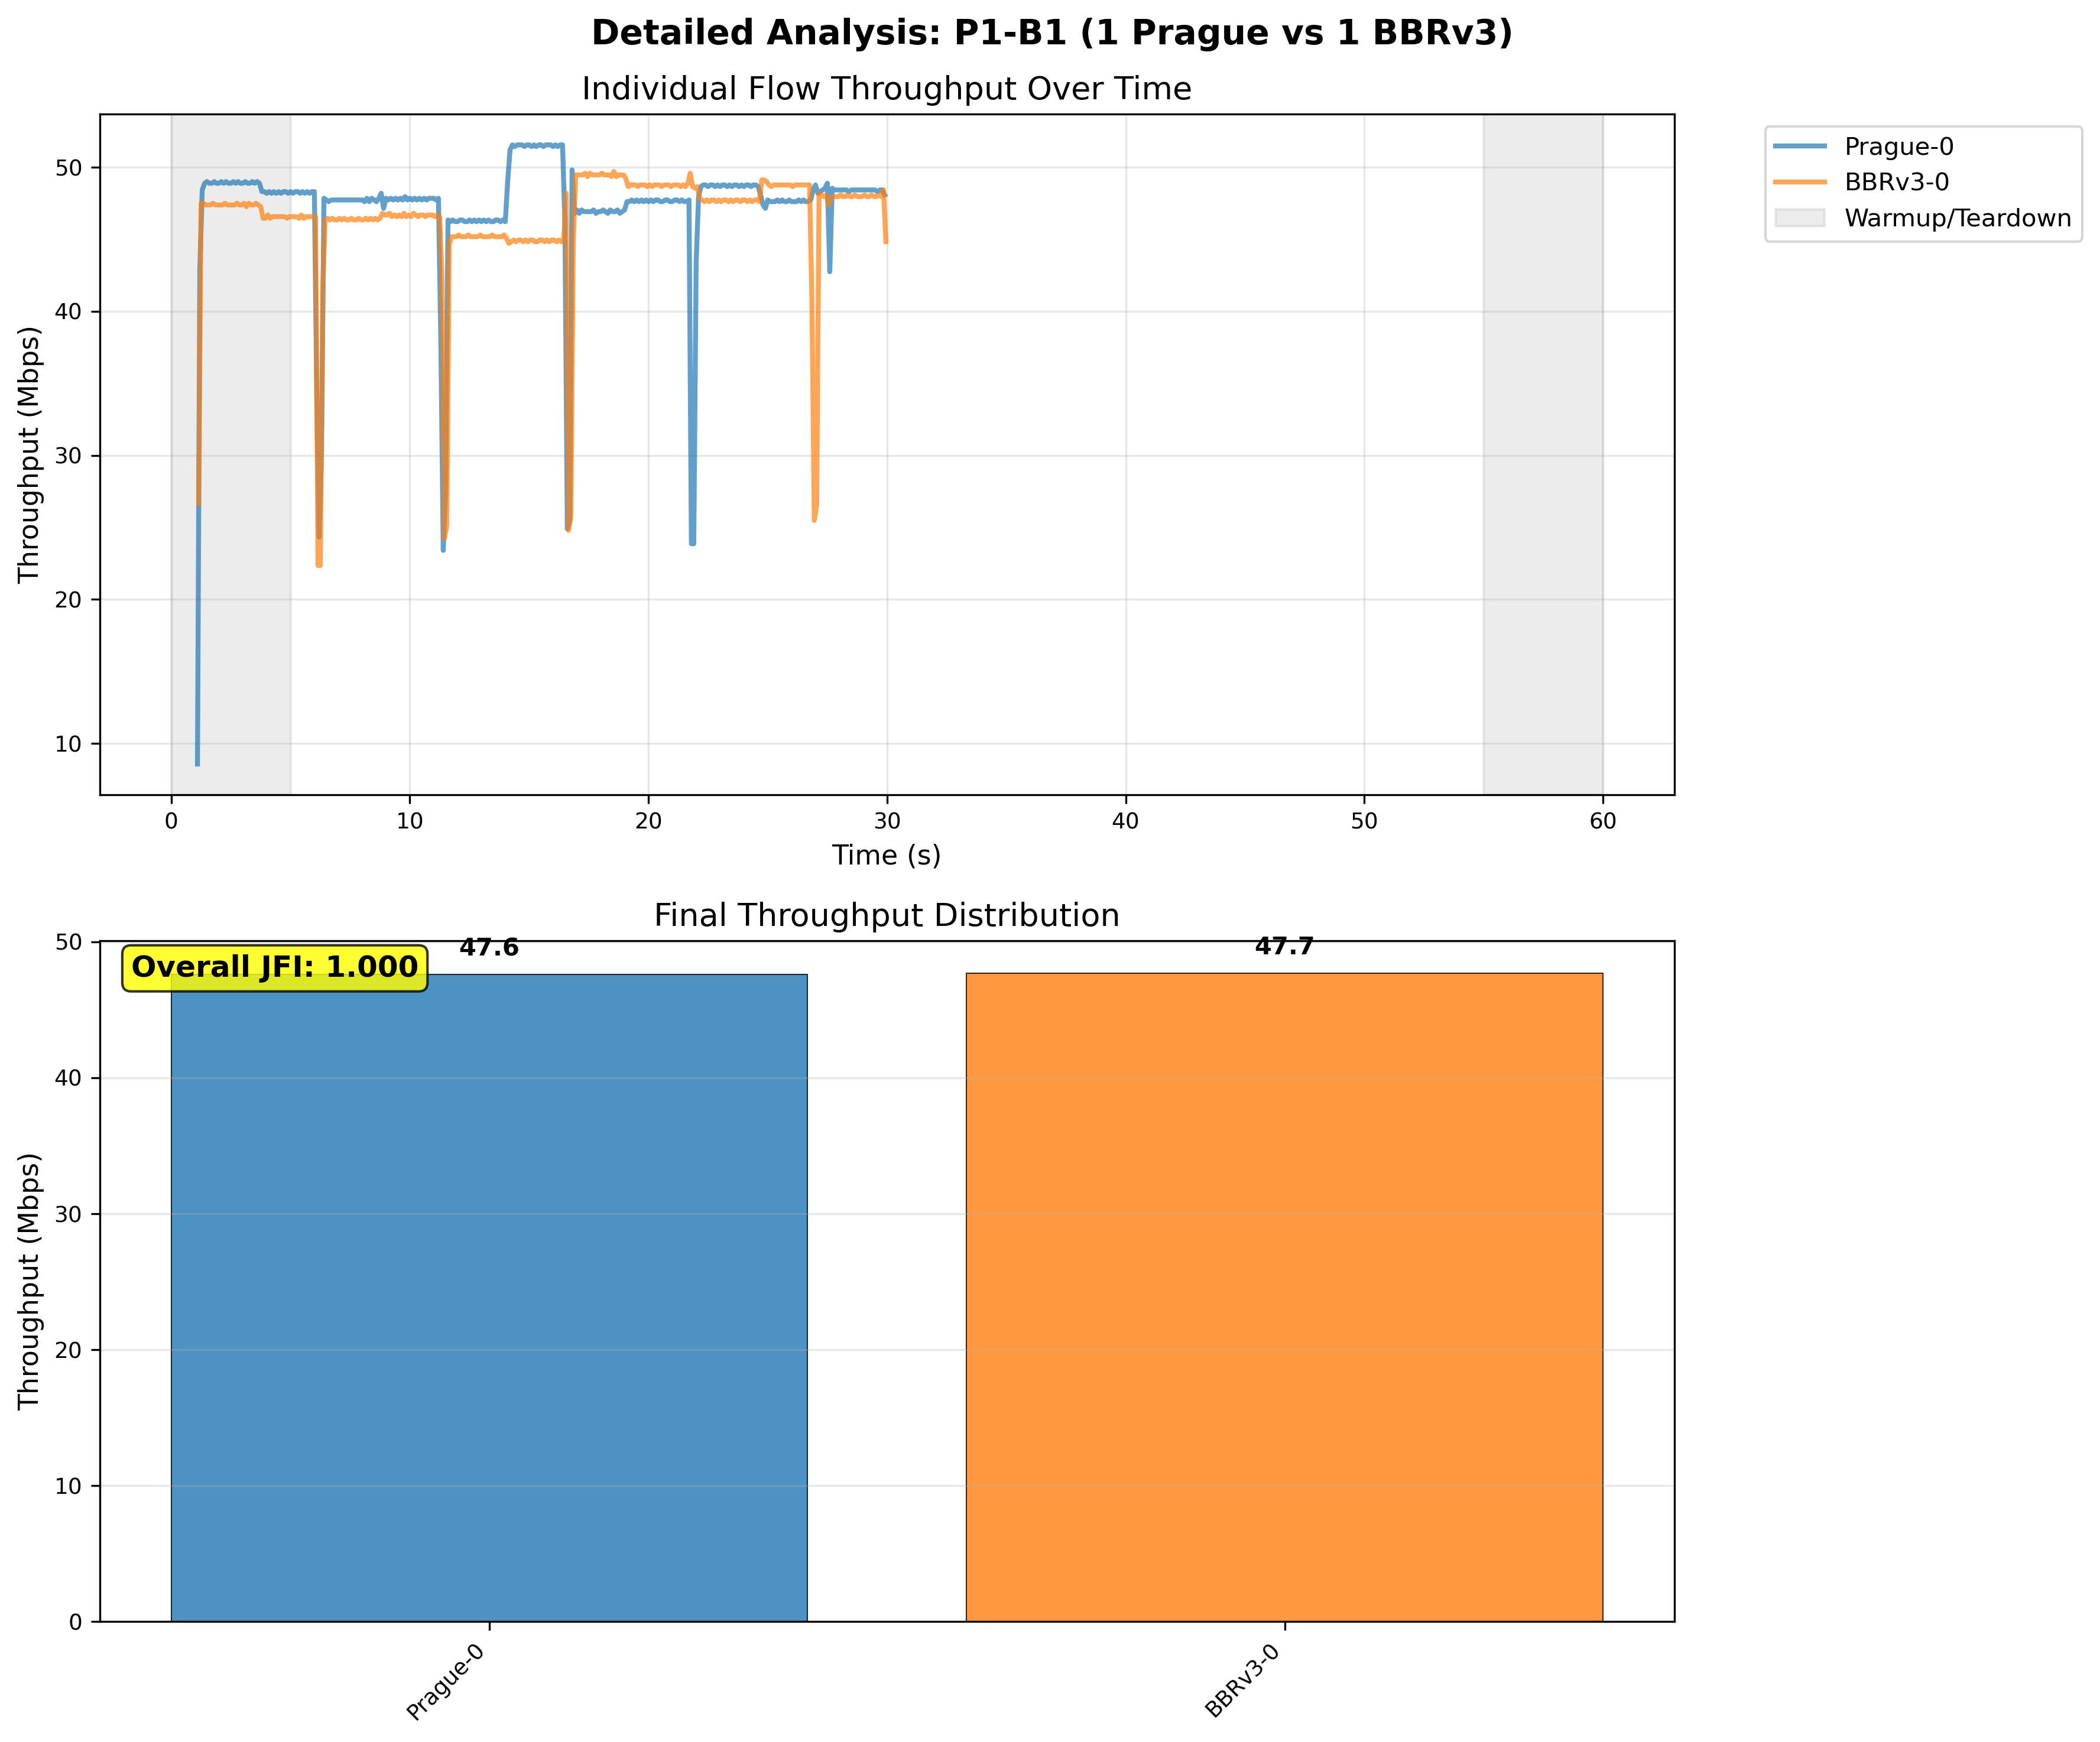 Detailed Analysis: P1-B1 (1 Prague vs 1 BBRv3)
Individual Flow Throughput Over Time
Throughput (Mbps)
50
40
30
20
10
0
10
20
30
40
50
60
Time (s)
Prague-0
BBRv3-0
Warmup/Teardown
Final Throughput Distribution
Throughput (Mbps)
50
40
30
20
10
0
Overall JFI: 1.000
47.6
47.7
Prague-0
BBRv3-0